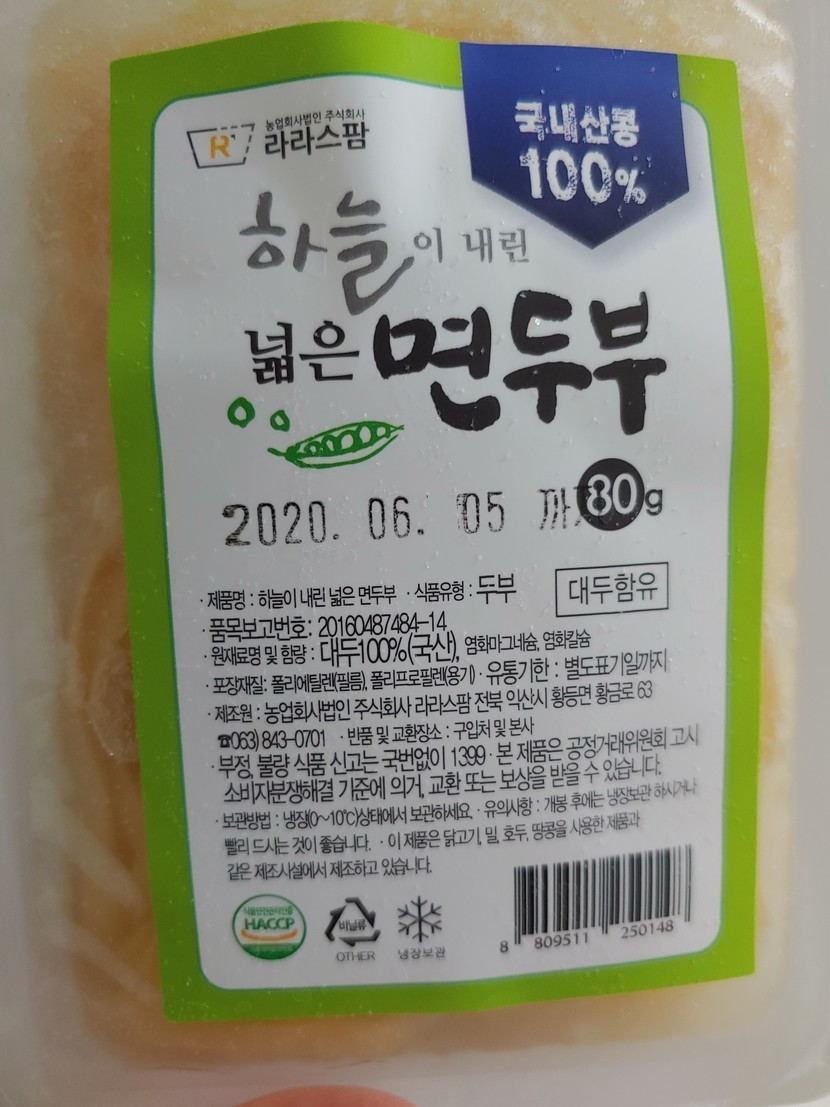 농업회사법인 주식회사
라라스팜
국내산콩
100%
하늘이 내린
넓은 면두부
2020. 06. 05 까지
80g
·제품명 : 하늘이 내린 넓은 면두부 ·식품유형 : 두부
대두함유
·품목보고번호: 20160487484-14
·원재료명 및 함량 : 대두100%(국산), 염화마그네슘, 염화칼슘
·포장재질: 폴리에틸렌(필름), 폴리프로필렌(용기)·유통기한 : 별도표기일까지
·제조원 : 농업회사법인 주식회사 라라스팜 전북 익산시 황등면 황금로 63
☎063) 843-0701 ·반품 및 교환장소 : 구입처 및 본사
·부정, 불량 식품 신고는 국번없이 1399·본 제품은 공정거래위원회 고시
소비자분쟁해결 기준에 의거, 교환 또는 보상을 받을 수 있습니다.
·보관방법 : 냉장(0~10℃)상태에서 보관하세요. ·유의사항 : 개봉 후에는 냉장보관 하시거나
빨리 드시는 것이 좋습니다. ·이 제품은 닭고기, 밀, 호두, 땅콩을 사용한 제품과
같은 제조시설에서 제조하고 있습니다.
HACCP
비닐류
OTHER
냉장보관
8 809511 250148